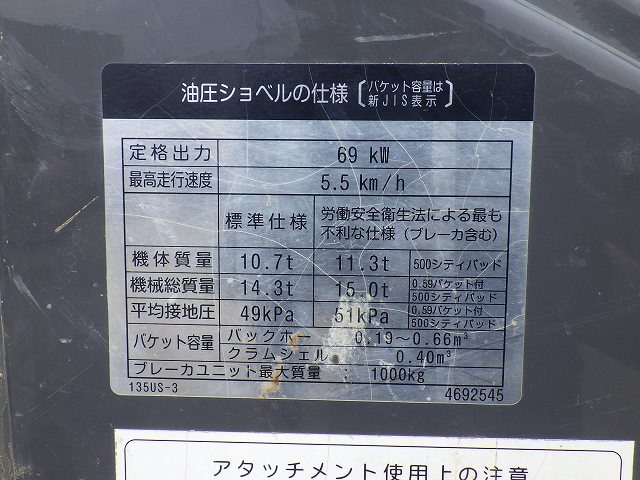 油圧ショベルの仕様〔バケット容量は
新JIS表示〕
定格出力 69 kW
最高走行速度 5.5 km/h
標準仕様 労働安全衛生法による最も
不利な仕様（ブレーカ含む）
機体質量 10.7t 11.3t 500シティパッド
機械総質量 14.3t 15.0t 0.59バケット付
500シティパッド
平均接地圧 49kPa 51kPa 0.59バケット付
500シティパッド
バケット容量 バックホー 0.19～0.66㎥
クラムシェル 0.40㎥
ブレーカユニット最大質量 : 1000kg
135US-3 4692545
アタッチメント使用上の注意